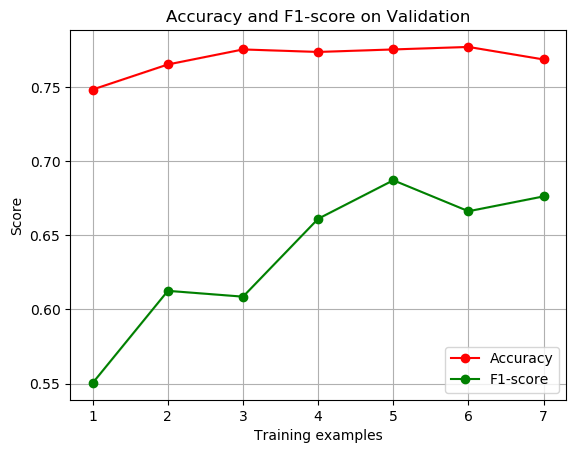 Accuracy and F1-score on Validation
Score
0.75
0.70
0.65
0.60
0.55
Accuracy
F1-score
1 2 3 4 5 6 7
Training examples